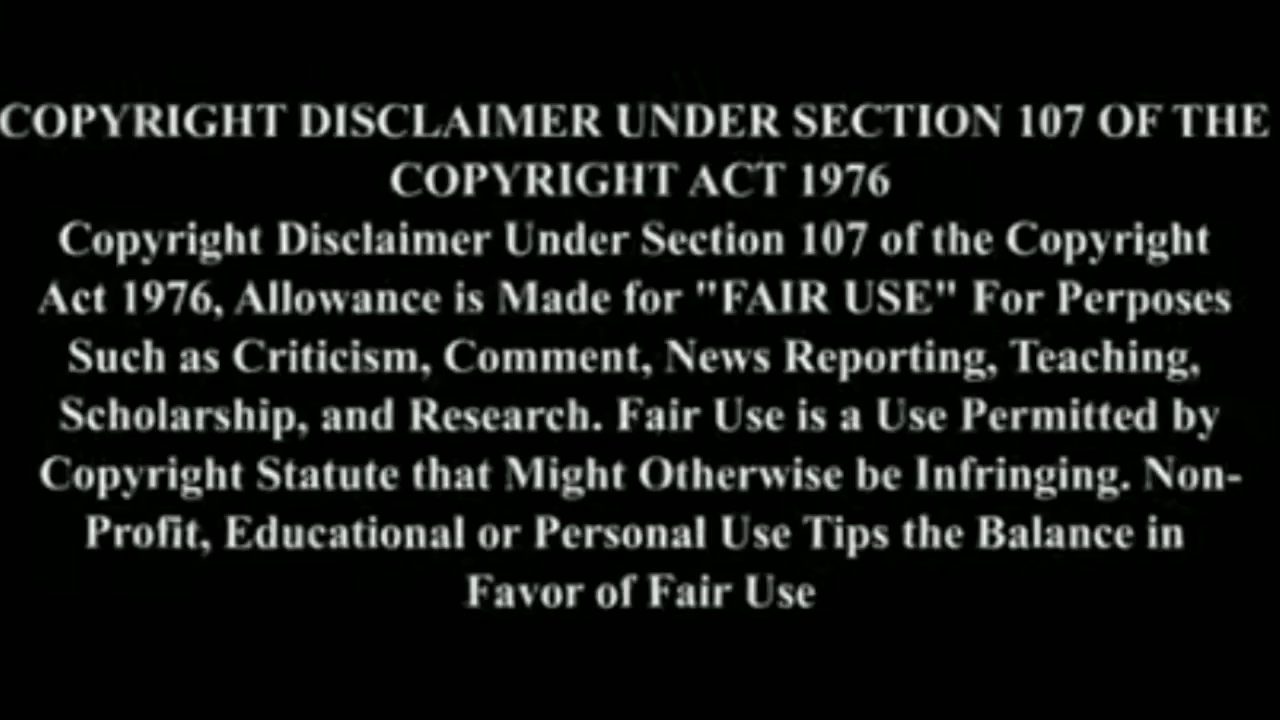 COPYRIGHT DISCLAIMER UNDER SECTION 107 OF THE
COPYRIGHT ACT 1976
Copyright Disclaimer Under Section 107 of the Copyright
Act 1976, Allowance is Made for "FAIR USE" For Perposes
Such as Criticism, Comment, News Reporting, Teaching,
Scholarship, and Research. Fair Use is a Use Permitted by
Copyright Statute that Might Otherwise be Infringing. Non-
Profit, Educational or Personal Use Tips the Balance in
Favor of Fair Use